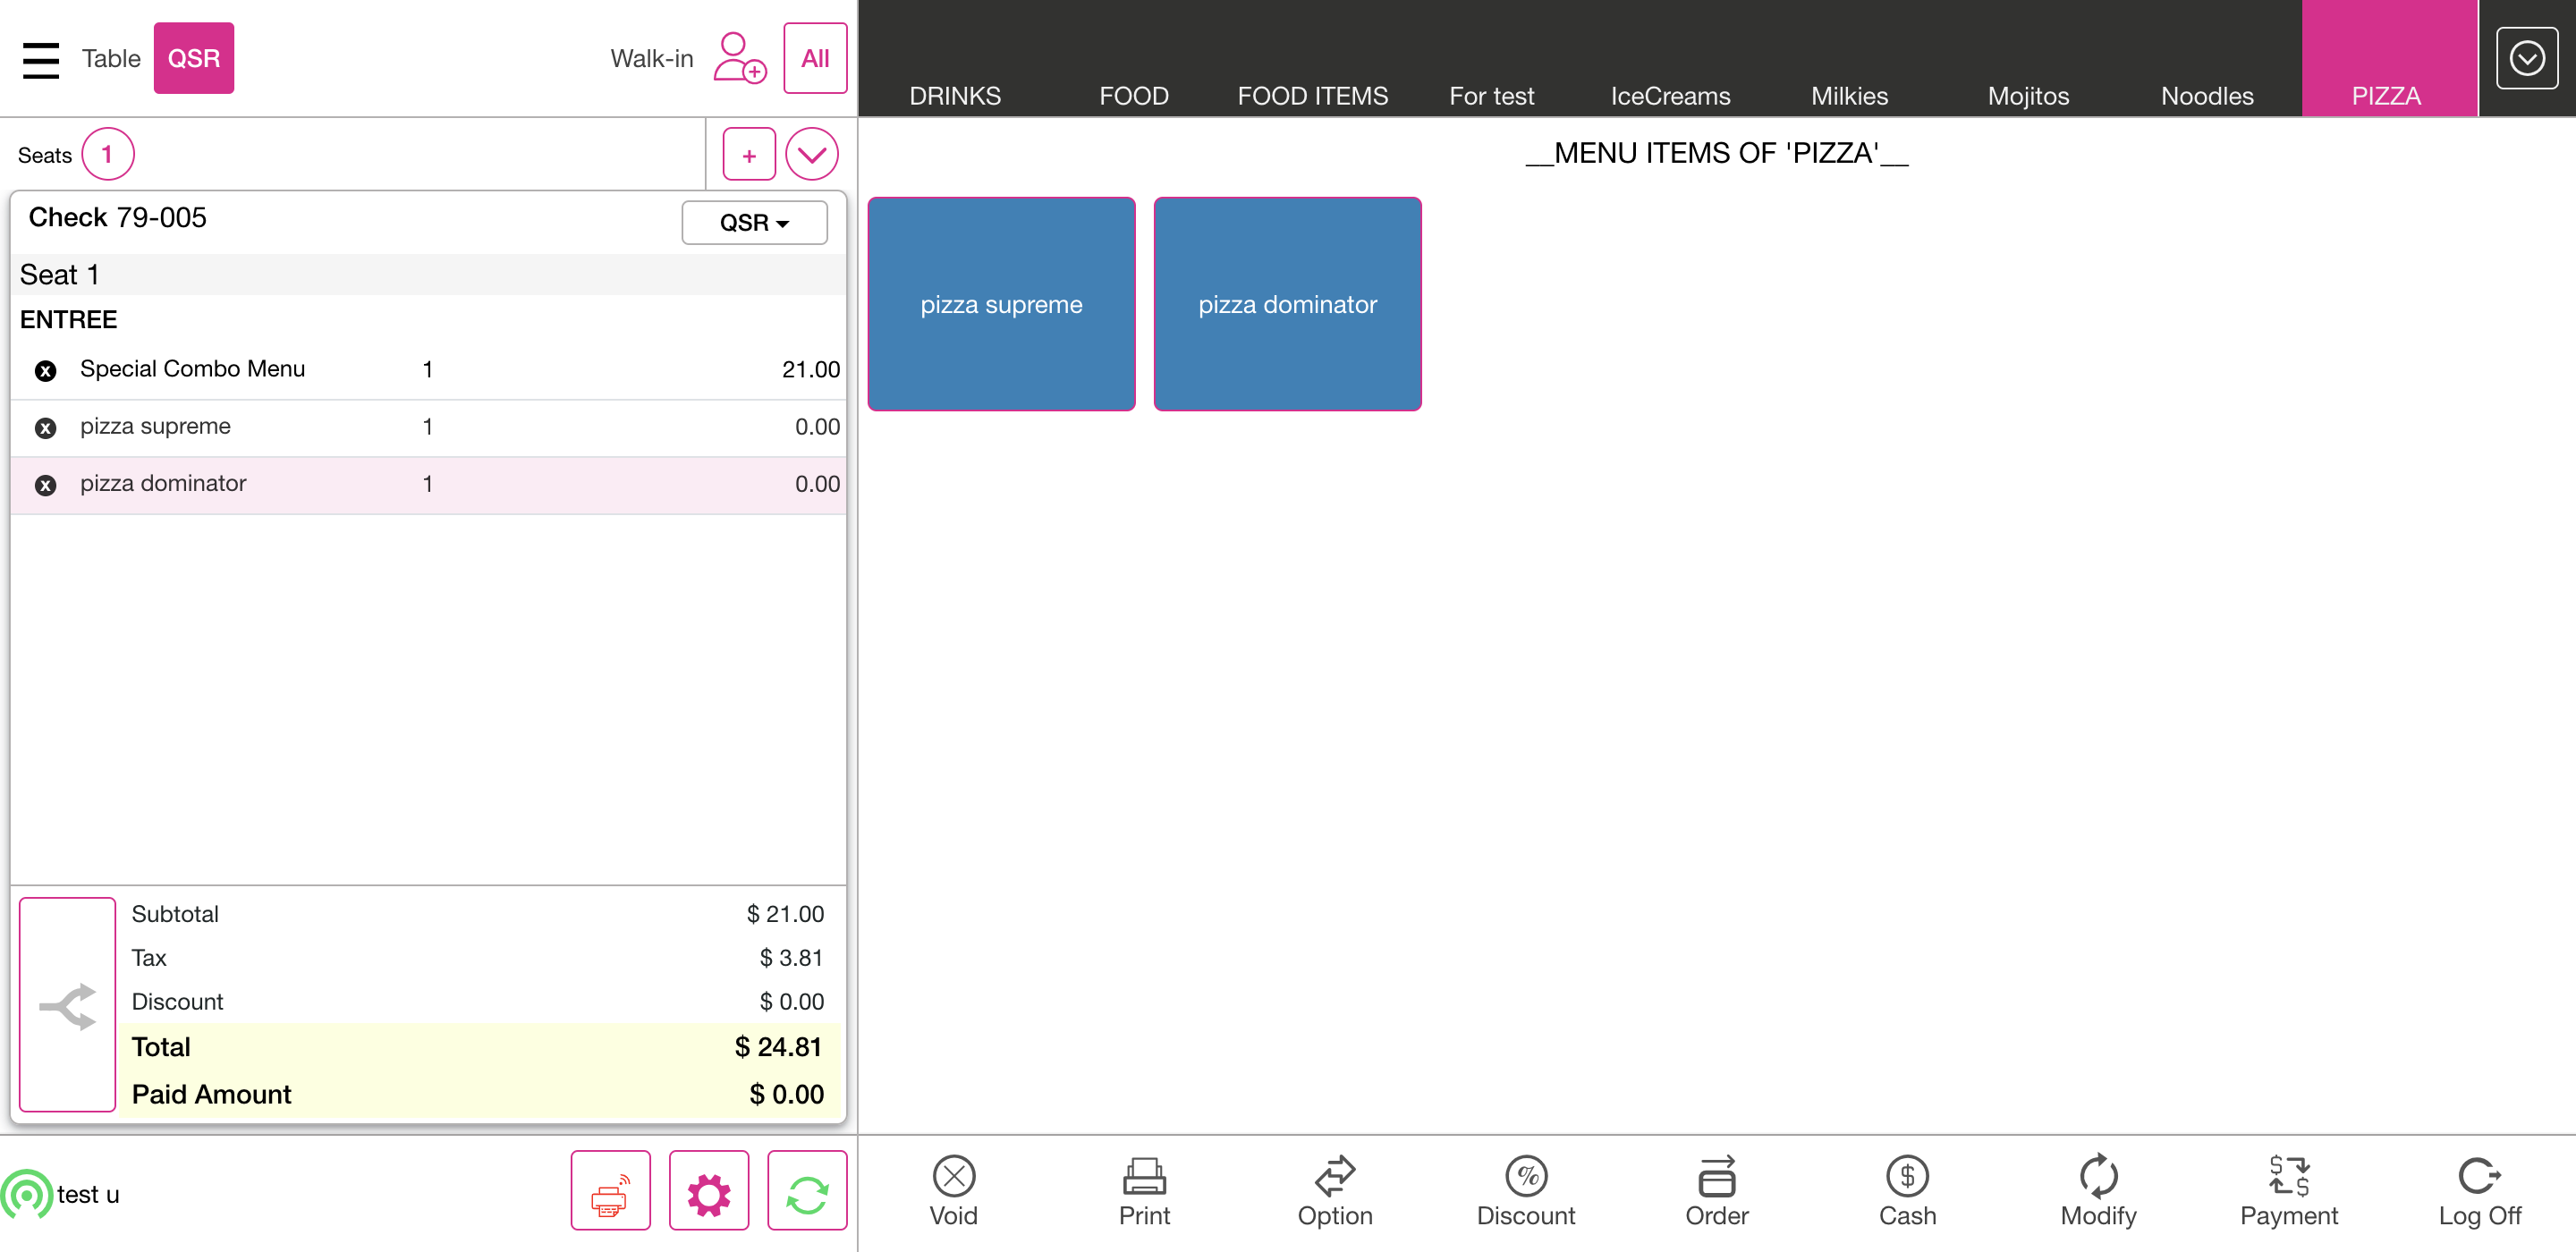 Table QSR Walk-in All
DRINKS FOOD FOOD ITEMS For test IceCreams Milkies Mojitos Noodles PIZZA
Seats 1 +
__MENU ITEMS OF 'PIZZA'__
Check 79-005 QSR
Seat 1
ENTREE
x Special Combo Menu 1 21.00
x pizza supreme 1 0.00
x pizza dominator 1 0.00
pizza supreme pizza dominator
Subtotal $ 21.00
Tax $ 3.81
Discount $ 0.00
Total $ 24.81
Paid Amount $ 0.00
test u
Void Print Option Discount Order Cash Modify Payment Log Off